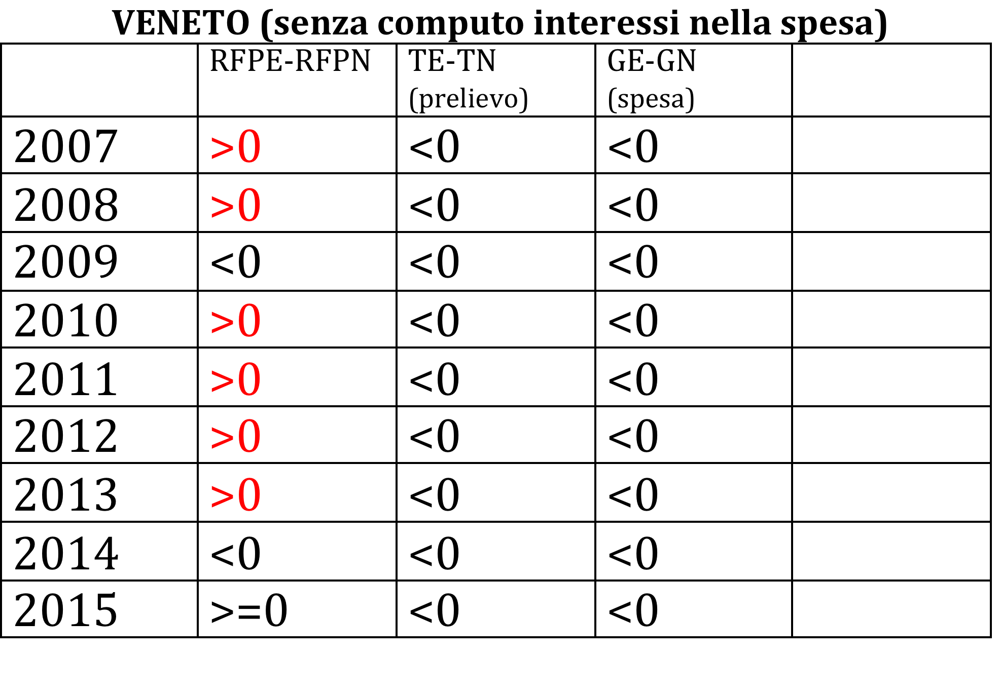 VENETO (senza computo interessi nella spesa)
RFPE-RFPN TE-TN GE-GN
(prelievo) (spesa)
2007 >0 <0 <0
2008 >0 <0 <0
2009 <0 <0 <0
2010 >0 <0 <0
2011 >0 <0 <0
2012 >0 <0 <0
2013 >0 <0 <0
2014 <0 <0 <0
2015 >=0 <0 <0